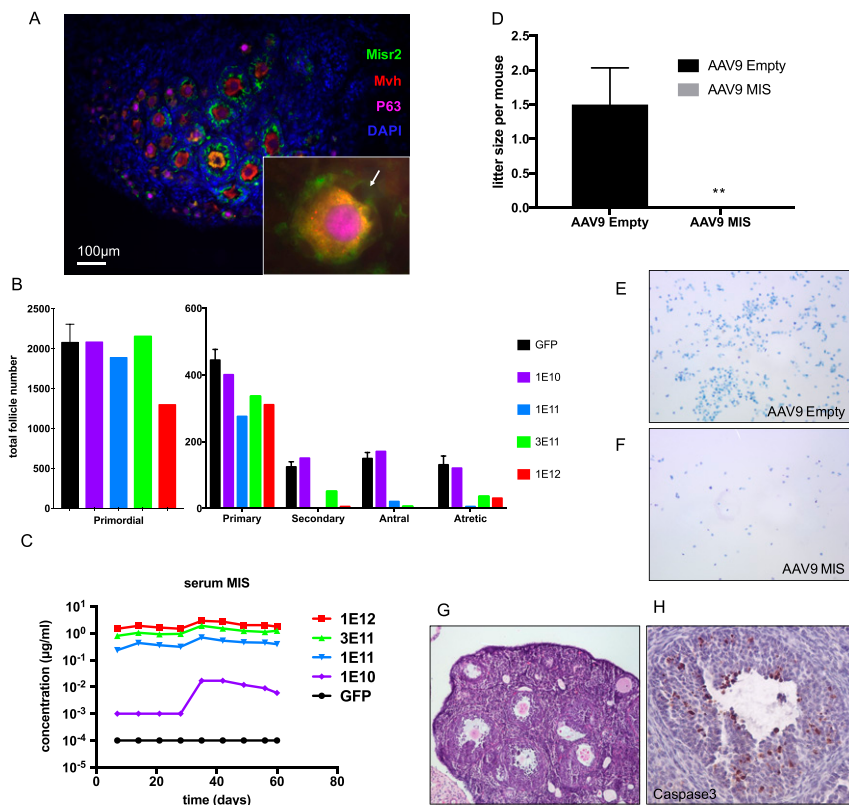 A
Misr2
Mvh
P63
DAPI
100µm
D
litter size per mouse
2.5
2.0
1.5
1.0
0.5
0.0
AAV9 Empty
AAV9 MIS
**
AAV9 Empty
AAV9 MIS
B
total follicle number
2500
2000
1500
1000
500
0
Primordial
600
400
200
0
Primary
Secondary
Antral
Atretic
GFP
1E10
1E11
3E11
1E12
E
AAV9 Empty
F
AAV9 MIS
C
serum MIS
concentration (µg/ml)
10¹
10⁰
10⁻¹
10⁻²
10⁻³
10⁻⁴
10⁻⁵
0
20
40
60
80
time (days)
1E12
3E11
1E11
1E10
GFP
G
H
Caspase3